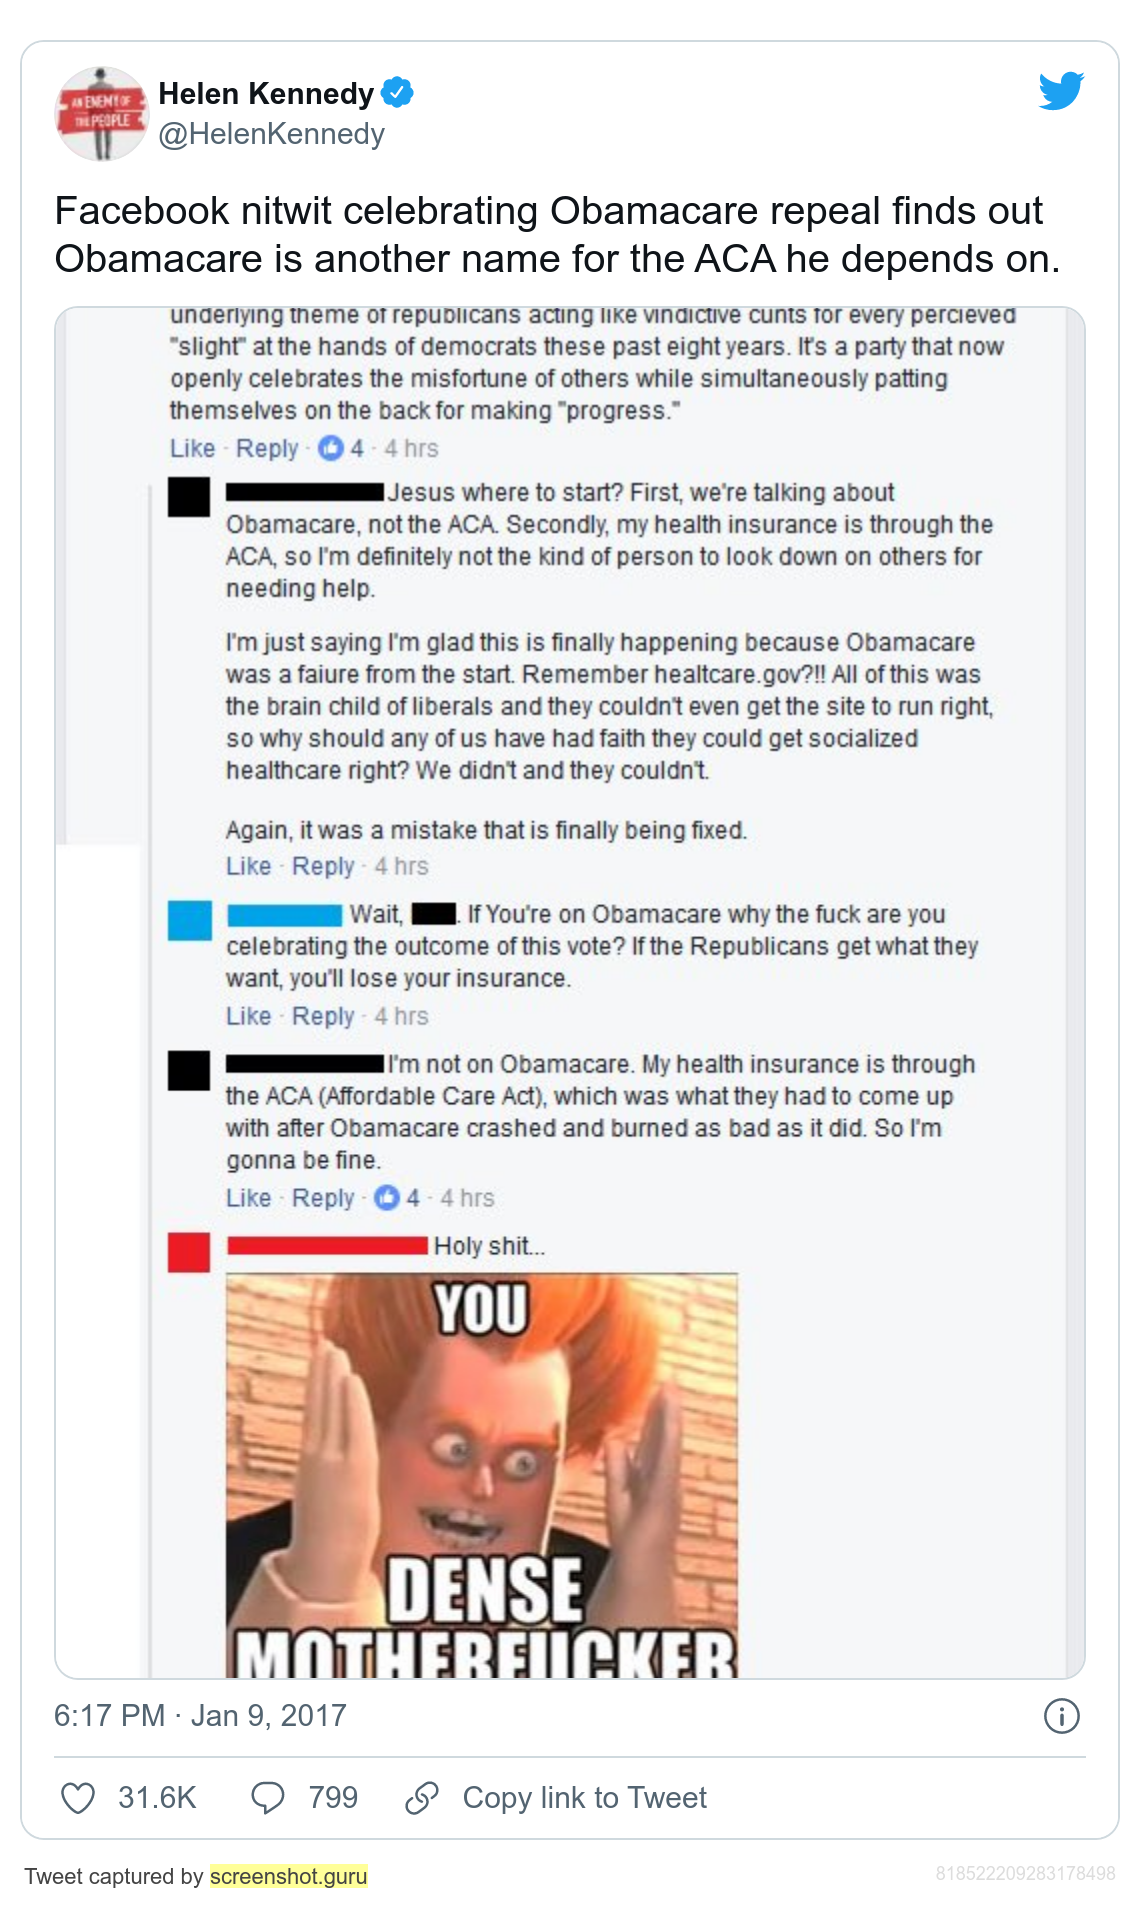 AN ENEMY OF
THE PEOPLE
Helen Kennedy
@HelenKennedy
Facebook nitwit celebrating Obamacare repeal finds out
Obamacare is another name for the ACA he depends on.
underlying theme of republicans acting like vindictive cunts for every percieved
"slight" at the hands of democrats these past eight years. It's a party that now
openly celebrates the misfortune of others while simultaneously patting
themselves on the back for making "progress."
Like · Reply · 4 · 4 hrs
Jesus where to start? First, we're talking about
Obamacare, not the ACA. Secondly, my health insurance is through the
ACA, so I'm definitely not the kind of person to look down on others for
needing help.
I'm just saying I'm glad this is finally happening because Obamacare
was a faiure from the start. Remember healtcare.gov?!! All of this was
the brain child of liberals and they couldn't even get the site to run right,
so why should any of us have had faith they could get socialized
healthcare right? We didn't and they couldn't.
Again, it was a mistake that is finally being fixed.
Like · Reply · 4 hrs
Wait, . If You're on Obamacare why the fuck are you
celebrating the outcome of this vote? If the Republicans get what they
want, you'll lose your insurance.
Like · Reply · 4 hrs
I'm not on Obamacare. My health insurance is through
the ACA (Affordable Care Act), which was what they had to come up
with after Obamacare crashed and burned as bad as it did. So I'm
gonna be fine.
Like · Reply · 4 · 4 hrs
Holy shit...
YOU
DENSE
MOTHERFUCKER
6:17 PM · Jan 9, 2017
31.6K 799 Copy link to Tweet
Tweet captured by screenshot.guru
818522209283178498